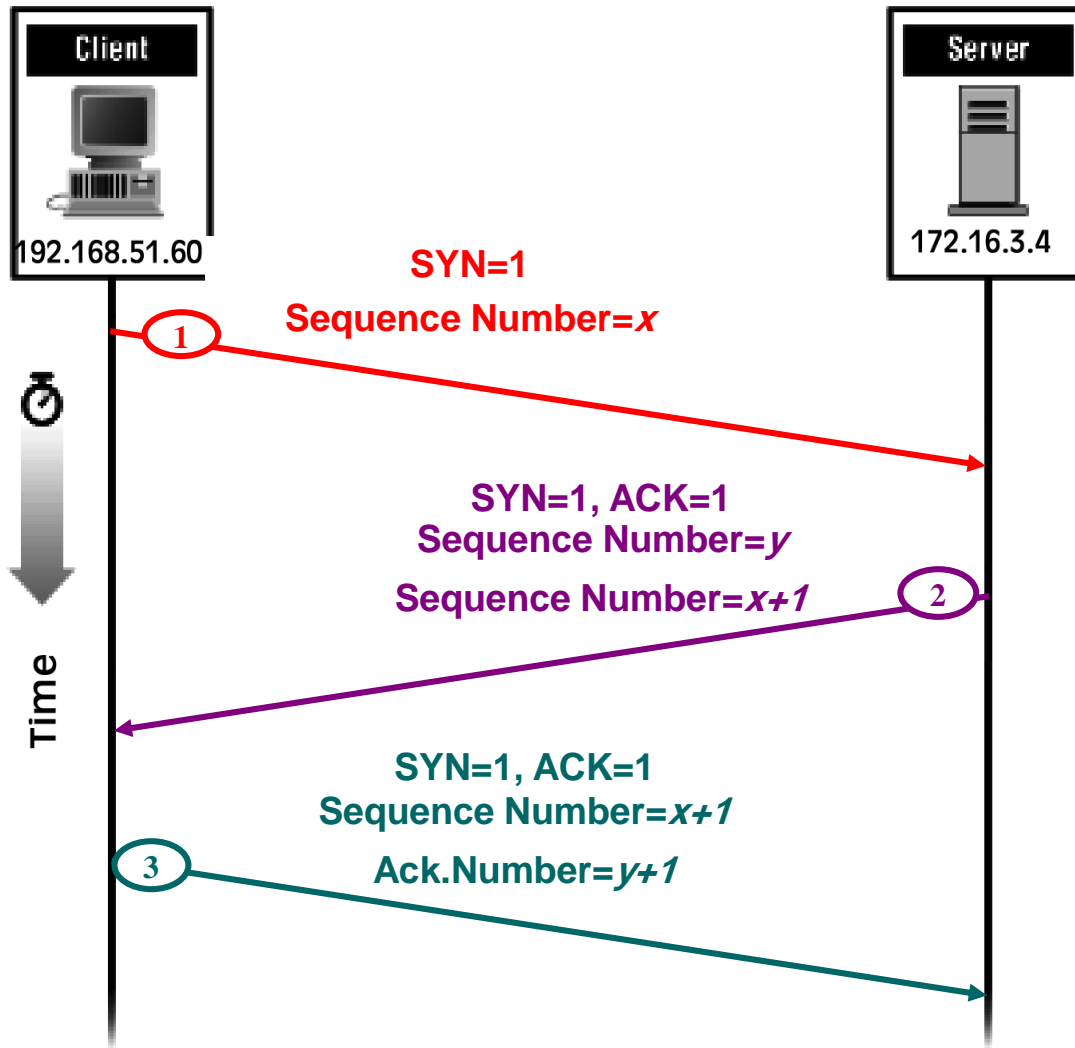 Client
Server
192.168.51.60
172.16.3.4
SYN=1
Sequence Number=x
1
SYN=1, ACK=1
Sequence Number=y
Sequence Number=x+1
2
Time
SYN=1, ACK=1
Sequence Number=x+1
3
Ack.Number=y+1